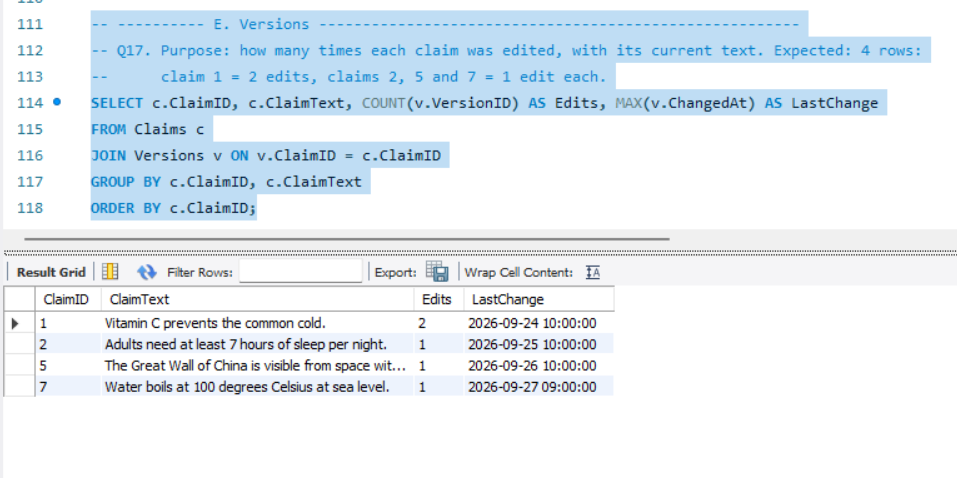 111 -- ---------- E. Versions -------------------------------------------------------
112 -- Q17. Purpose: how many times each claim was edited, with its current text. Expected: 4 rows:
113 --      claim 1 = 2 edits, claims 2, 5 and 7 = 1 edit each.
114 SELECT c.ClaimID, c.ClaimText, COUNT(v.VersionID) AS Edits, MAX(v.ChangedAt) AS LastChange
115 FROM Claims c
116 JOIN Versions v ON v.ClaimID = c.ClaimID
117 GROUP BY c.ClaimID, c.ClaimText
118 ORDER BY c.ClaimID;
Result Grid Filter Rows: Export: Wrap Cell Content:
ClaimID ClaimText Edits LastChange
1 Vitamin C prevents the common cold. 2 2026-09-24 10:00:00
2 Adults need at least 7 hours of sleep per night. 1 2026-09-25 10:00:00
5 The Great Wall of China is visible from space wit... 1 2026-09-26 10:00:00
7 Water boils at 100 degrees Celsius at sea level. 1 2026-09-27 09:00:00